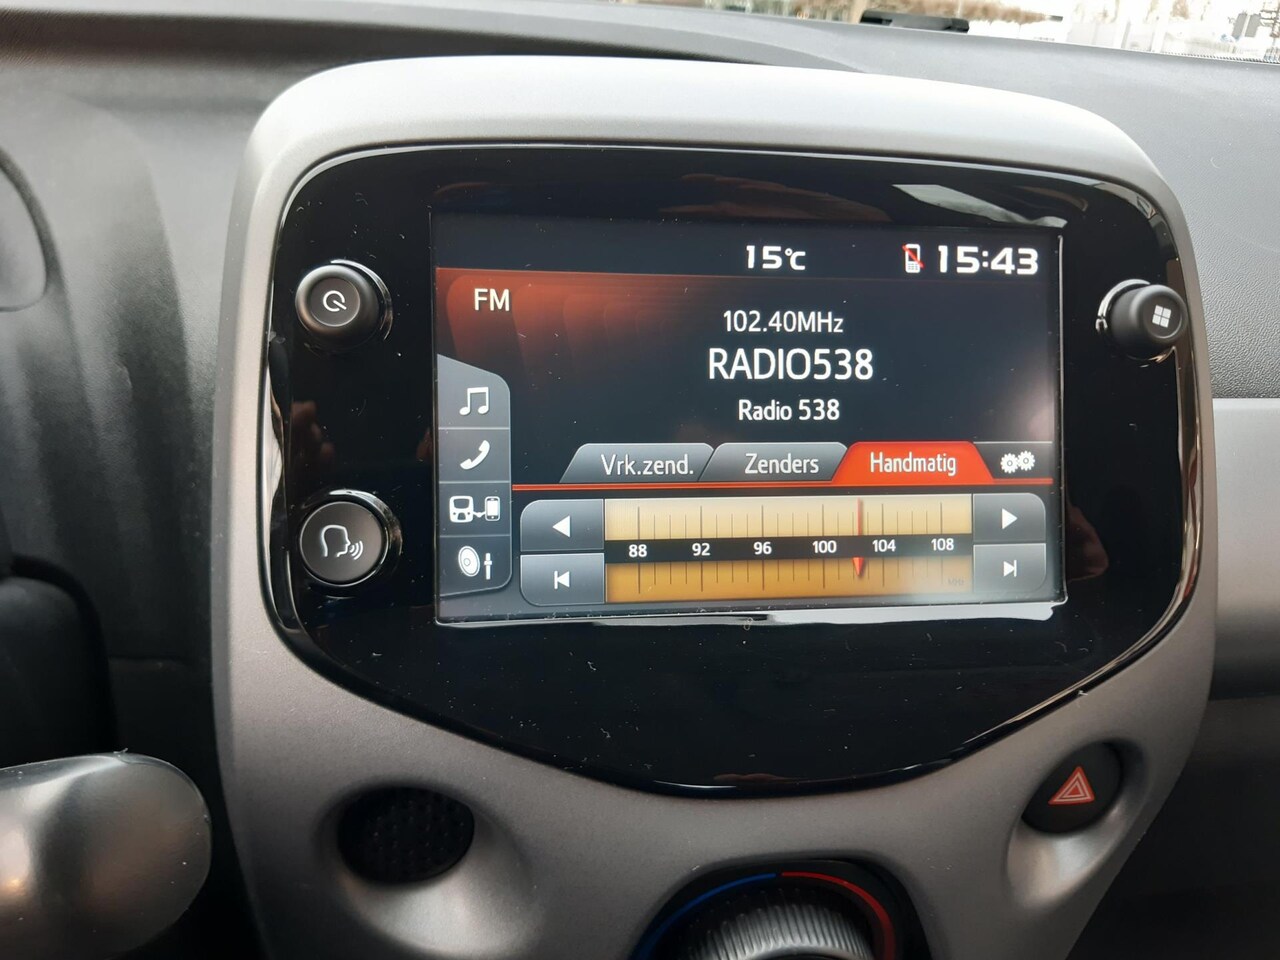 15°C 15:43
FM
102.40MHz
RADIO538
Radio 538
Vrk.zend. Zenders Handmatig
88 92 96 100 104 108
MHz